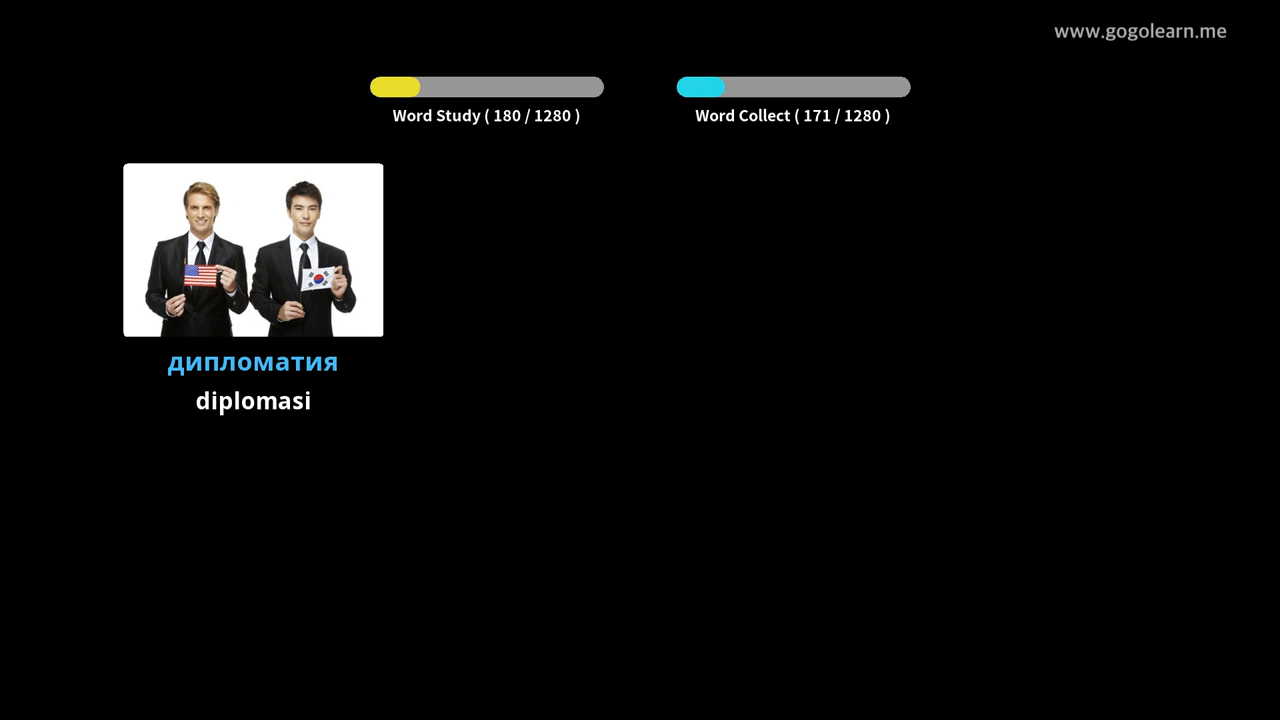 www.gogolearn.me
Word Study ( 180 / 1280 )
Word Collect ( 171 / 1280 )
дипломатия
diplomasi